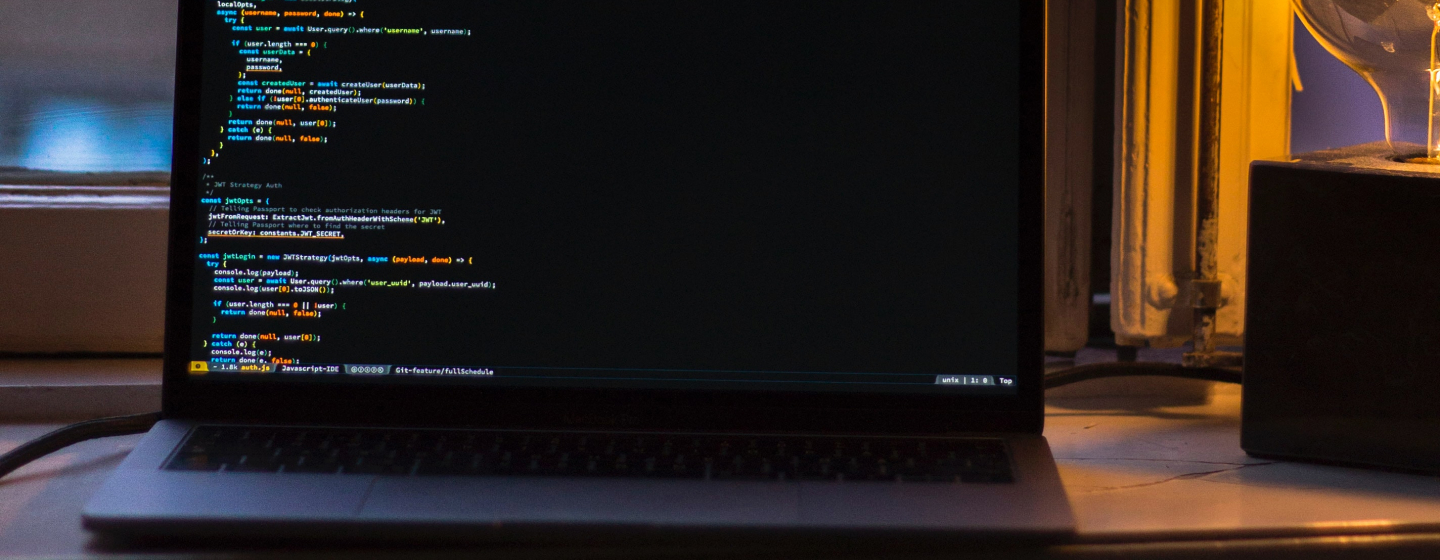 localOpts,
async (username, password, done) => {
try {
const user = await User.query().where('username', username);
if (user.length === 0) {
const userData = {
username,
password,
};
const createdUser = await createUser(userData);
return done(null, createdUser);
} else if (!user[0].authenticateUser(password)) {
return done(null, false);
}
return done(null, user[0]);
} catch (e) {
return done(null, false);
}
},
);
/**
* JWT Strategy Auth
*/
const jwtOpts = {
// Telling Passport to check authorization headers for JWT
jwtFromRequest: ExtractJwt.fromAuthHeaderWithScheme('JWT'),
// Telling Passport where to find the secret
secretOrKey: constants.JWT_SECRET,
};
const jwtLogin = new JWTStrategy(jwtOpts, async (payload, done) => {
try {
console.log(payload);
const user = await User.query().where('user_uuid', payload.user_uuid);
console.log(user[0].toJSON());
if (user.length === 0 || !user) {
return done(null, false);
}
return done(null, user[0]);
} catch (e) {
console.log(e);
return done(e, false);
- 1.8k auth.js Javascript-IDE Git-feature/fullSchedule unix | 1: 0 Top